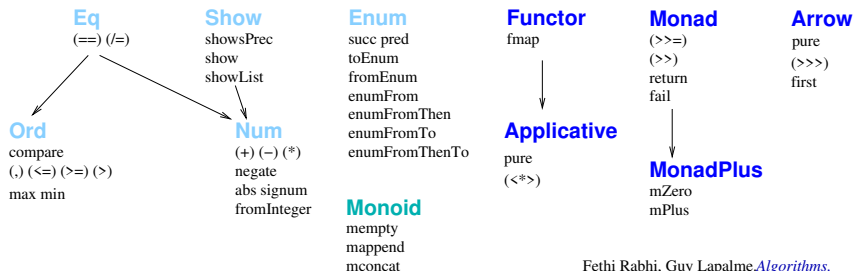 Eq
(==) (/=)
Show
showsPrec
show
showList
Enum
succ pred
toEnum
fromEnum
enumFrom
enumFromThen
enumFromTo
enumFromThenTo
Functor
fmap
Monad
(>>=)
(>>)
return
fail
Arrow
pure
(>>>)
first
Ord
compare
(,) (<=) (>=) (>)
max min
Num
(+) (−) (*)
negate
abs signum
fromInteger
Applicative
pure
(<*>)
MonadPlus
mZero
mPlus
Monoid
mempty
mappend
mconcat
Fethi Rabhi, Guy Lapalme,Algorithms,